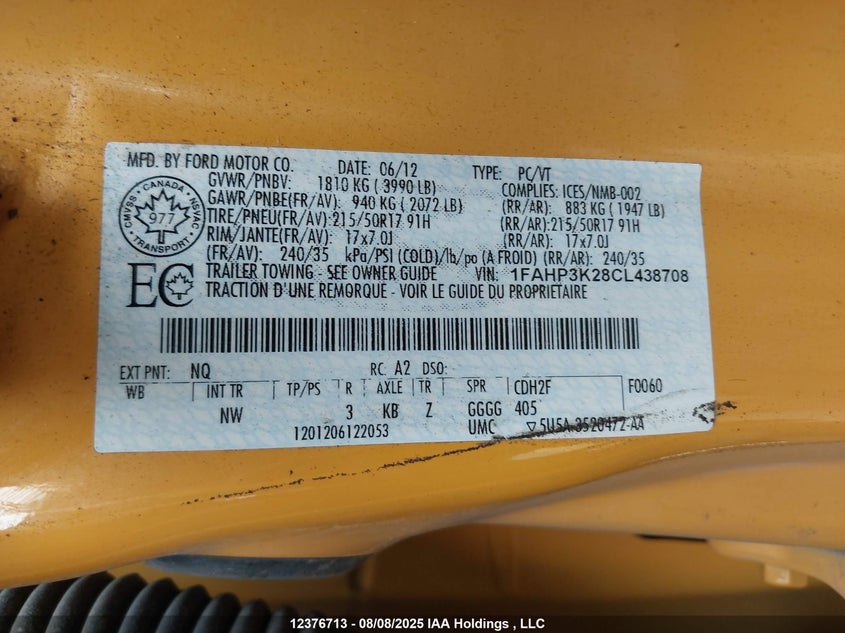 MFD. BY FORD MOTOR CO. DATE: 06/12 TYPE: PC/VT
GVWR/PNBV: 1810 KG ( 3990 LB) COMPLIES: ICES/NMB-002
GAWR/PNBE(FR/AV): 940 KG ( 2072 LB) (RR/AR): 883 KG ( 1947 LB)
TIRE/PNEU(FR/AV):215/50R17 91H (RR/AR):215/50R17 91H
RIM/JANTE(FR/AV): 17x7.0J (RR/AR): 17x7.0J
(FR/AV): 240/35 kPa/PSI (COLD)/lb/po (A FROID) (RR/AR): 240/35
TRAILER TOWING - SEE OWNER GUIDE VIN: 1FAHP3K28CL438708
TRACTION D'UNE REMORQUE - VOIR LE GUIDE DU PROPRIETAIRE
CANADA
CMVSS 977 NSVAC
TRANSPORT
EC
EXT PNT: NQ RC: A2 DSO:
WB INT TR TP/PS R AXLE TR SPR CDH2F F0060
NW 3 KB Z GGGG 405
1201206122053 UMC ▽5U5A-3520472-AA
12376713 - 08/08/2025 IAA Holdings , LLC